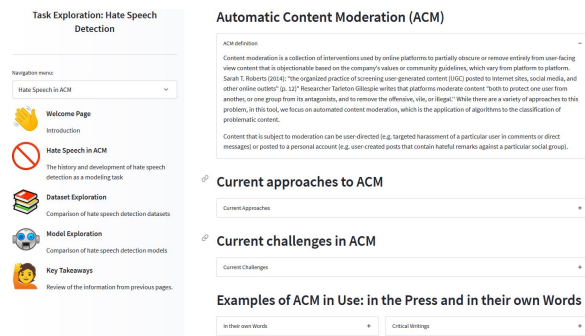 Task Exploration: Hate Speech
Detection
Navigation menu:
Hate Speech in ACM
Welcome Page
Introduction
Hate Speech in ACM
The history and development of hate speech
detection as a modeling task
Dataset Exploration
Comparison of hate speech detection datasets
Model Exploration
Comparison of hate speech detection models
Key Takeaways
Review of the information from previous pages.
Automatic Content Moderation (ACM)
ACM definition
Content moderation is a collection of interventions used by online platforms to partially obscure or remove entirely from user-facing
view content that is objectionable based on the company's values or community guidelines, which vary from platform to platform.
Sarah T. Roberts (2014): "the organized practice of screening user-generated content (UGC) posted to Internet sites, social media, and
other online outlets" (p. 12)" Researcher Tarleton Gillespie writes that platforms moderate content "both to protect one user from
another, or one group from its antagonists, and to remove the offensive, vile, or illegal." While there are a variety of approaches to this
problem, in this tool, we focus on automated content moderation, which is the application of algorithms to the classification of
problematic content.
Content that is subject to moderation can be user-directed (e.g. targeted harassment of a particular user in comments or direct
messages) or posted to a personal account (e.g. user-created posts that contain hateful remarks against a particular social group).
Current approaches to ACM
Current Approaches
Current challenges in ACM
Current Challenges
Examples of ACM in Use: in the Press and in their own Words
In their own Words
Critical Writings